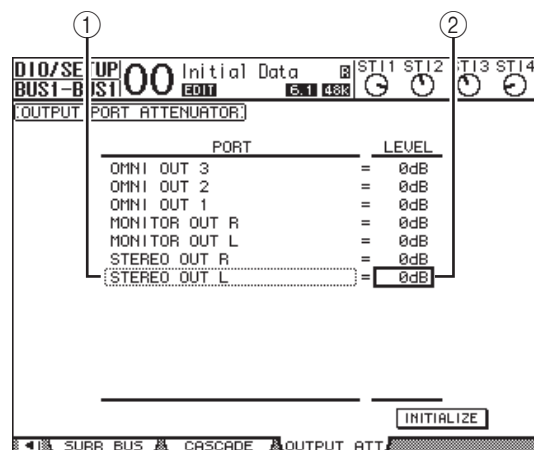 ① ②
DIO/SETUP 00 Initial Data R STI1 STI2 STI3 STI4
BUS1-BUS1 EDIT 6.1 48K
OUTPUT PORT ATTENUATOR
PORT LEVEL
OMNI OUT 3 = 0dB
OMNI OUT 2 = 0dB
OMNI OUT 1 = 0dB
MONITOR OUT R = 0dB
MONITOR OUT L = 0dB
STEREO OUT R = 0dB
STEREO OUT L = 0dB
INITIALIZE
SURR BUS CASCADE OUTPUT ATT